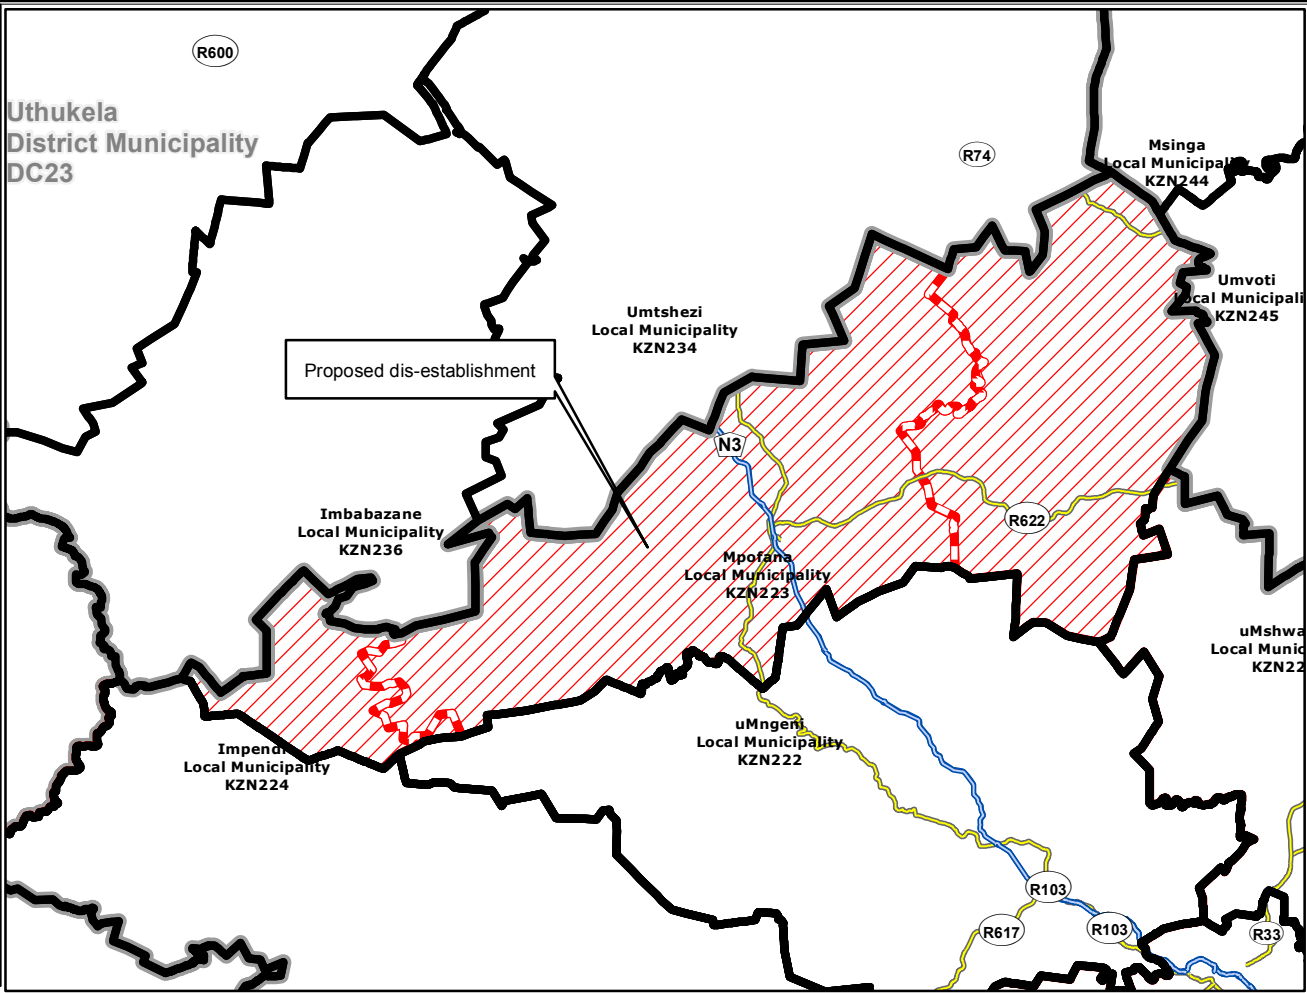 R600
Uthukela
District Municipality
DC23
R74
Msinga
Local Municipality
KZN244
Umvoti
Local Municipali
KZN245
Umtshezi
Local Municipality
KZN234
Proposed dis-establishment
N3
Imbabazane
Local Municipality
KZN236
R622
Mpofana
Local Municipality
KZN223
uMshwa
Local Munic
KZN22
uMngeni
Local Municipality
KZN222
Impendl
Local Municipality
KZN224
R103
R617
R103
R33